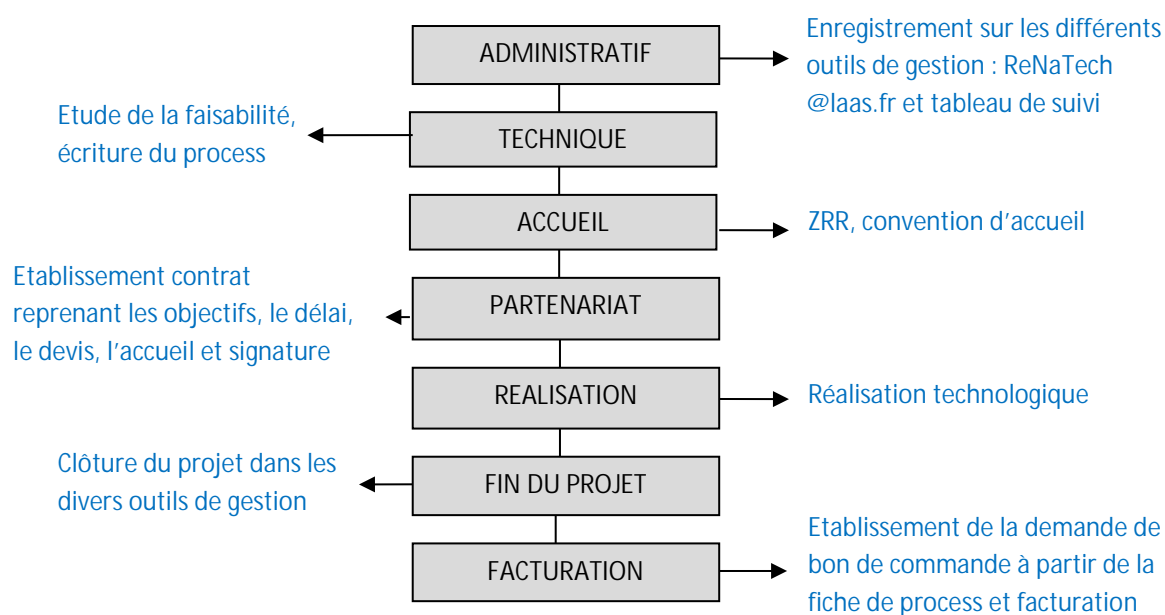 ADMINISTRATIF
Enregistrement sur les différents
outils de gestion : ReNaTech
@laas.fr et tableau de suivi
Etude de la faisabilité,
écriture du process
TECHNIQUE
ACCUEIL
ZRR, convention d’accueil
Etablissement contrat
reprenant les objectifs, le délai,
le devis, l’accueil et signature
PARTENARIAT
REALISATION
Réalisation technologique
Clôture du projet dans les
divers outils de gestion
FIN DU PROJET
FACTURATION
Etablissement de la demande de
bon de commande à partir de la
fiche de process et facturation